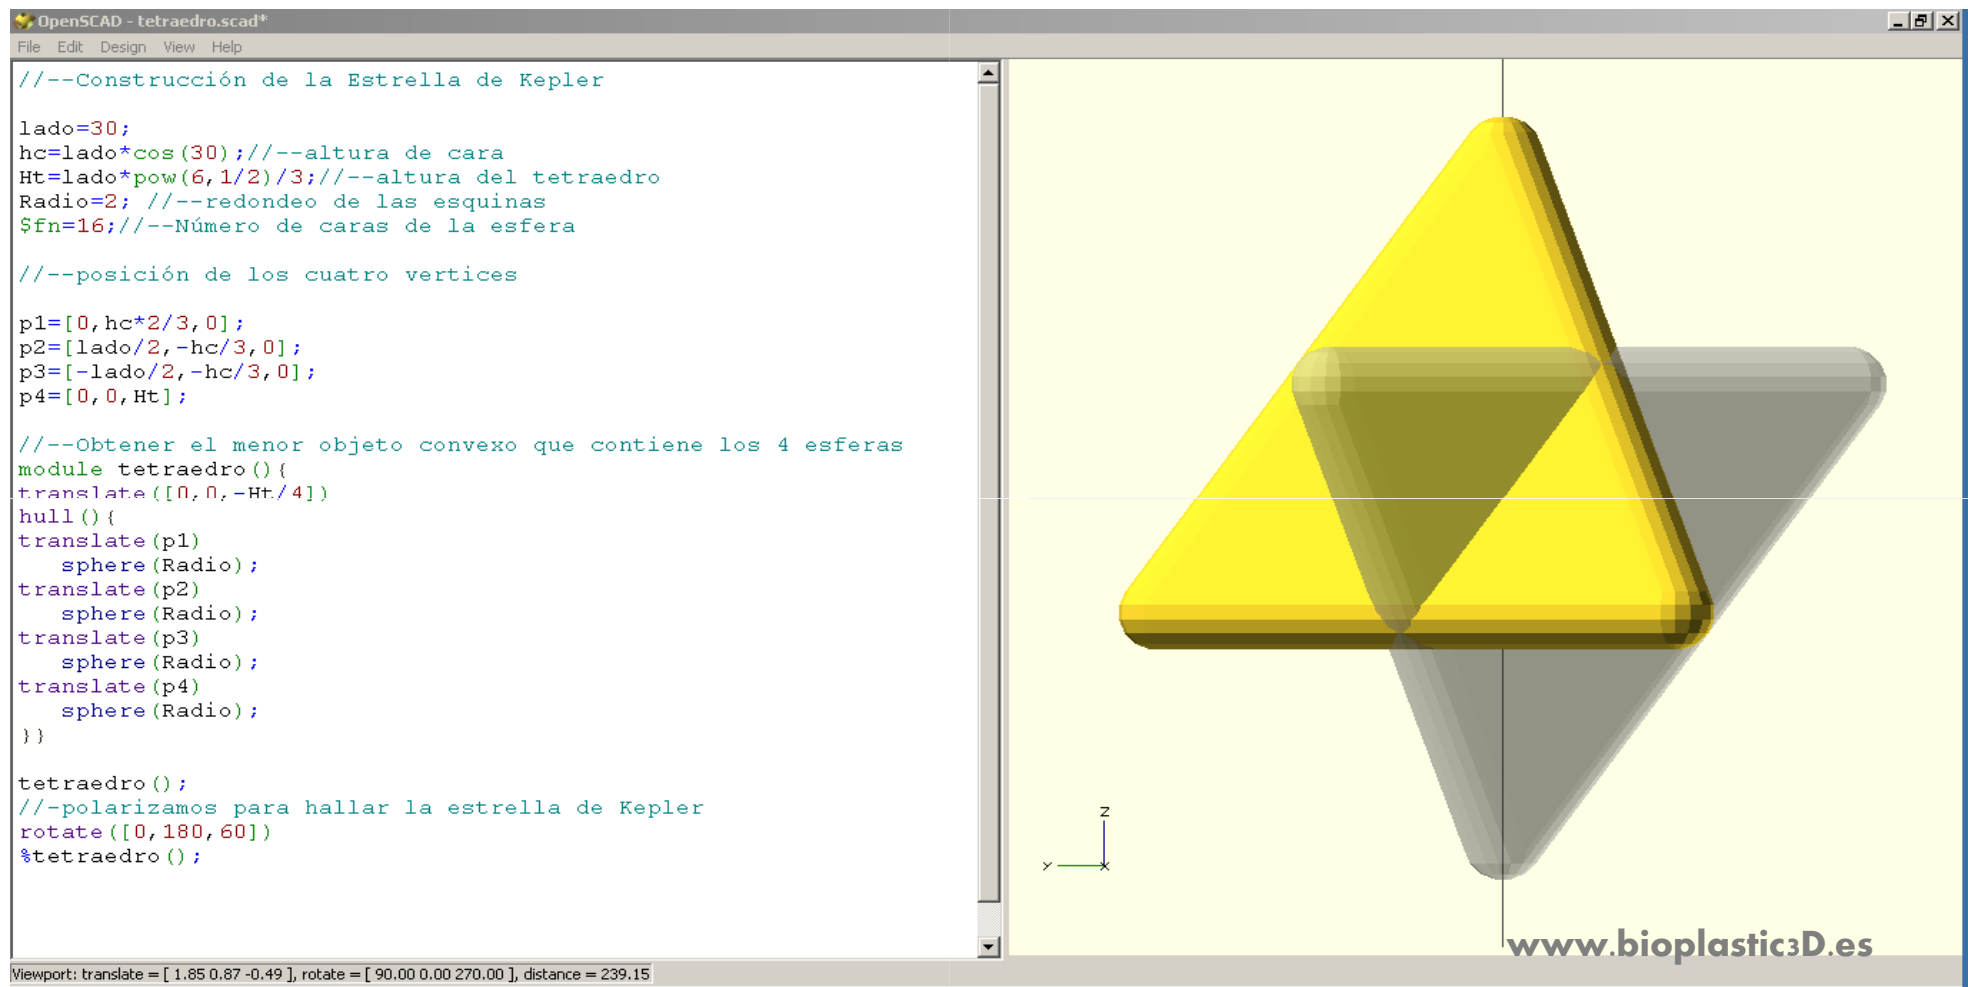 OpenSCAD - tetraedro.scad*
File Edit Design View Help
//--Construcción de la Estrella de Kepler
lado=30;
hc=lado*cos(30);//--altura de cara
Ht=lado*pow(6,1/2)/3;//--altura del tetraedro
Radio=2; //--redondeo de las esquinas
$fn=16;//--Número de caras de la esfera
//--posición de los cuatro vertices
p1=[0,hc*2/3,0];
p2=[lado/2,-hc/3,0];
p3=[-lado/2,-hc/3,0];
p4=[0,0,Ht];
//--Obtener el menor objeto convexo que contiene los 4 esferas
module tetraedro(){
translate([0,0,-Ht/4])
hull(){
translate(p1)
   sphere(Radio);
translate(p2)
   sphere(Radio);
translate(p3)
   sphere(Radio);
translate(p4)
   sphere(Radio);
}}
tetraedro();
//-polarizamos para hallar la estrella de Kepler
rotate([0,180,60])
%tetraedro();
z
y x
www.bioplastic3D.es
Viewport: translate = [ 1.85 0.87 -0.49 ], rotate = [ 90.00 0.00 270.00 ], distance = 239.15